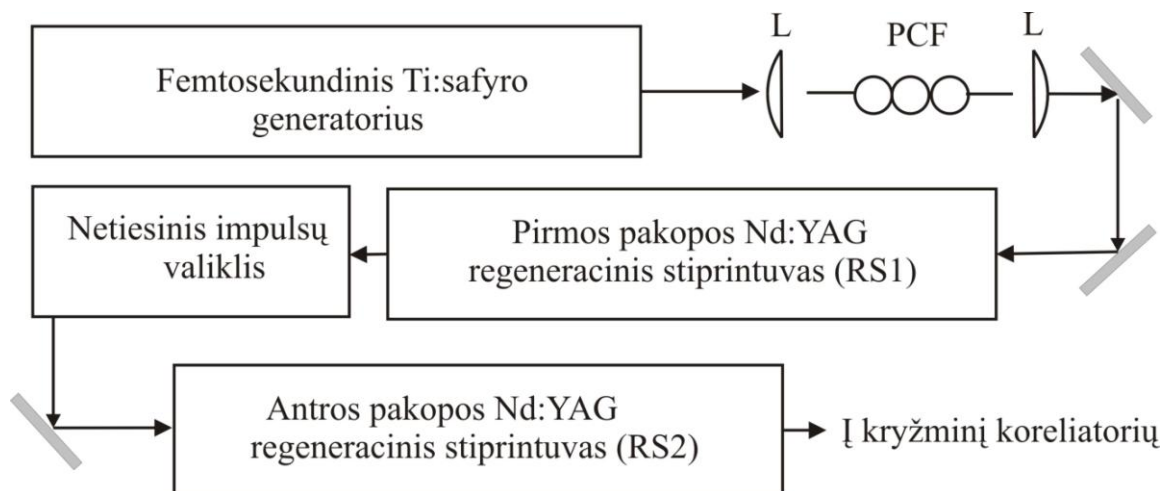 L
PCF
L
Femtosekundinis Ti:safyro
generatorius
Netiesinis impulsų
valiklis
Pirmos pakopos Nd:YAG
regeneracinis stiprintuvas (RS1)
Antros pakopos Nd:YAG
regeneracinis stiprintuvas (RS2)
Į kryžminį koreliatorių